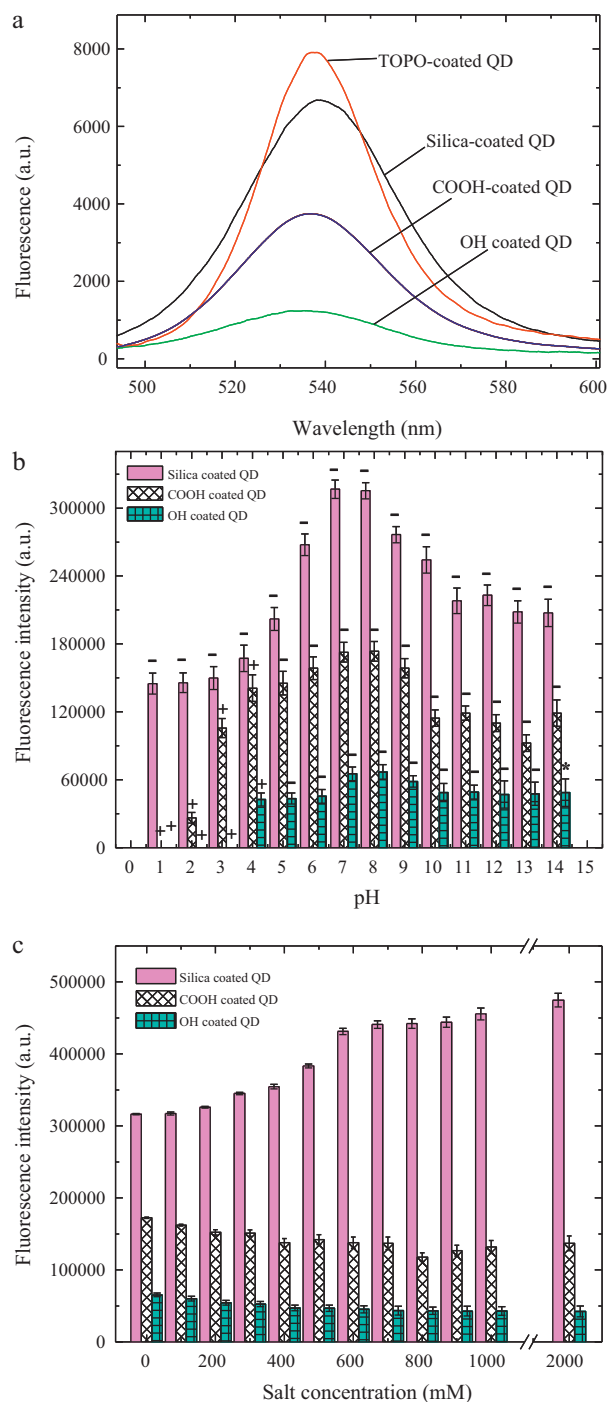 a
8000
6000
4000
2000
0
Fluorescence (a.u.)
TOPO-coated QD
Silica-coated QD
COOH-coated QD
OH coated QD
500 520 540 560 580 600
Wavelength (nm)
b
Silica coated QD
COOH coated QD
OH coated QD
300000
240000
180000
120000
60000
0
Fluorescence intensity (a.u.)
0 1 2 3 4 5 6 7 8 9 10 11 12 13 14 15
pH
c
Silica coated QD
COOH coated QD
OH coated QD
500000
400000
300000
200000
100000
0
Fluorescence intensity (a.u.)
0 200 400 600 800 1000 2000
Salt concentration (mM)